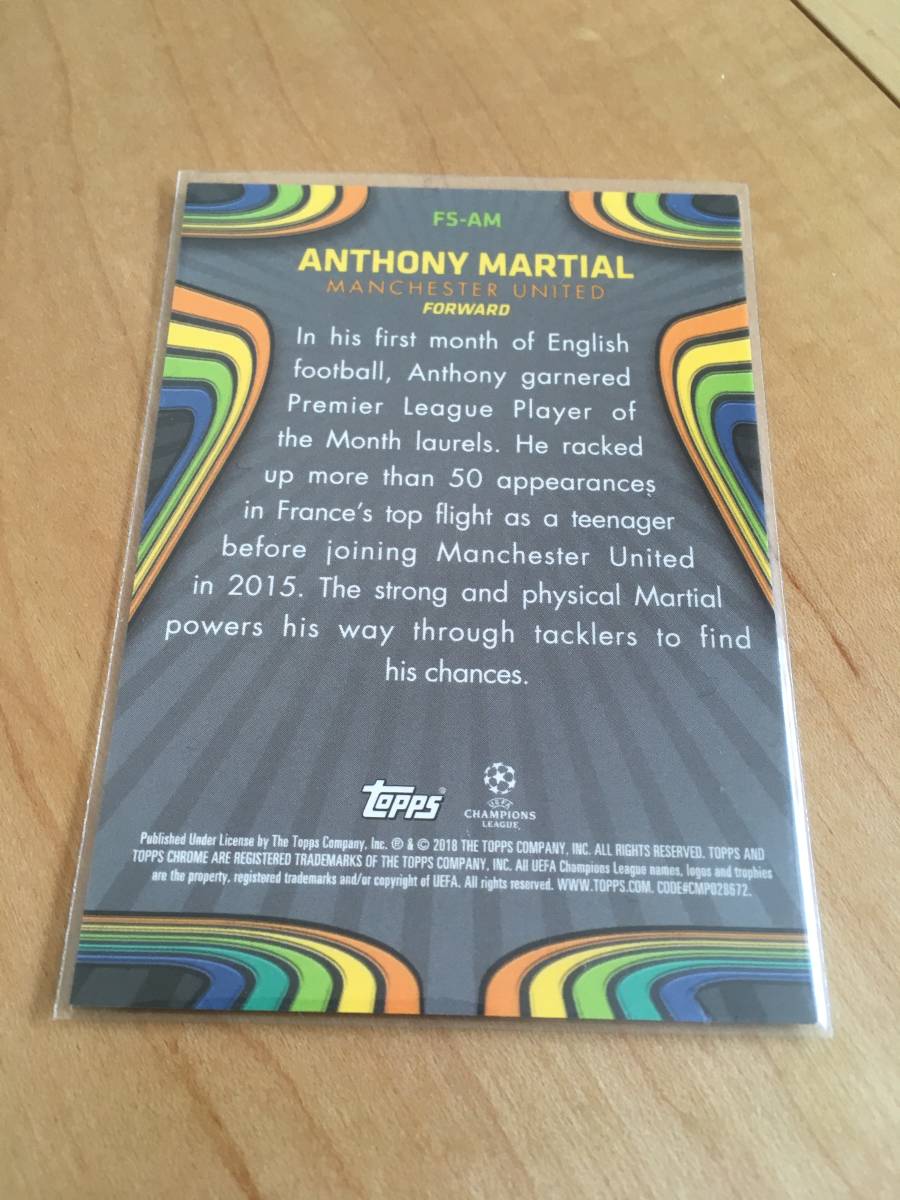 FS-AM
ANTHONY MARTIAL
MANCHESTER UNITED
FORWARD
In his first month of English
football, Anthony garnered
Premier League Player of
the Month laurels. He racked
up more than 50 appearances
in France's top flight as a teenager
before joining Manchester United
in 2015. The strong and physical Martial
powers his way through tacklers to find
his chances.
topps®
UEFA
CHAMPIONS
LEAGUE.
Published Under License by The Topps Company, Inc. ® & © 2018 THE TOPPS COMPANY, INC. ALL RIGHTS RESERVED. TOPPS AND
TOPPS CHROME ARE REGISTERED TRADEMARKS OF THE TOPPS COMPANY, INC. All UEFA Champions League names, logos and trophies
are the property, registered trademarks and/or copyright of UEFA. All rights reserved. WWW.TOPPS.COM. CODE#CMP028672.